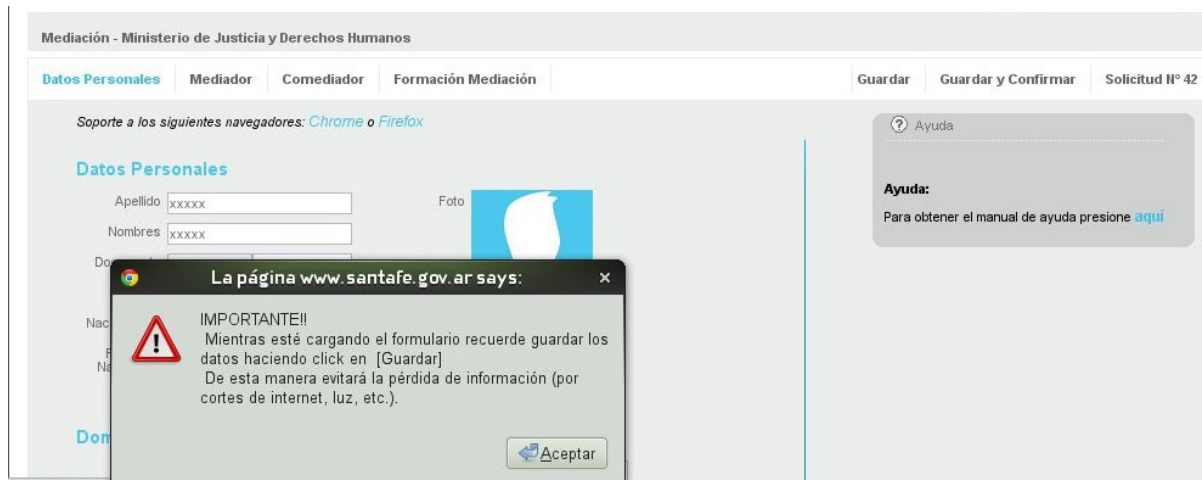 Mediación - Ministerio de Justicia y Derechos Humanos
Datos Personales Mediador Comediador Formación Mediación Guardar Guardar y Confirmar Solicitud Nº 42
Soporte a los siguientes navegadores: Chrome o Firefox
Ayuda
Datos Personales
Ayuda:
Para obtener el manual de ayuda presione aquí
Apellido xxxxx
Foto
Nombres xxxxx
La página www.santafe.gov.ar says:
IMPORTANTE!!
Mientras esté cargando el formulario recuerde guardar los
datos haciendo click en [Guardar]
De esta manera evitará la pérdida de información (por
cortes de internet, luz, etc.).
Aceptar